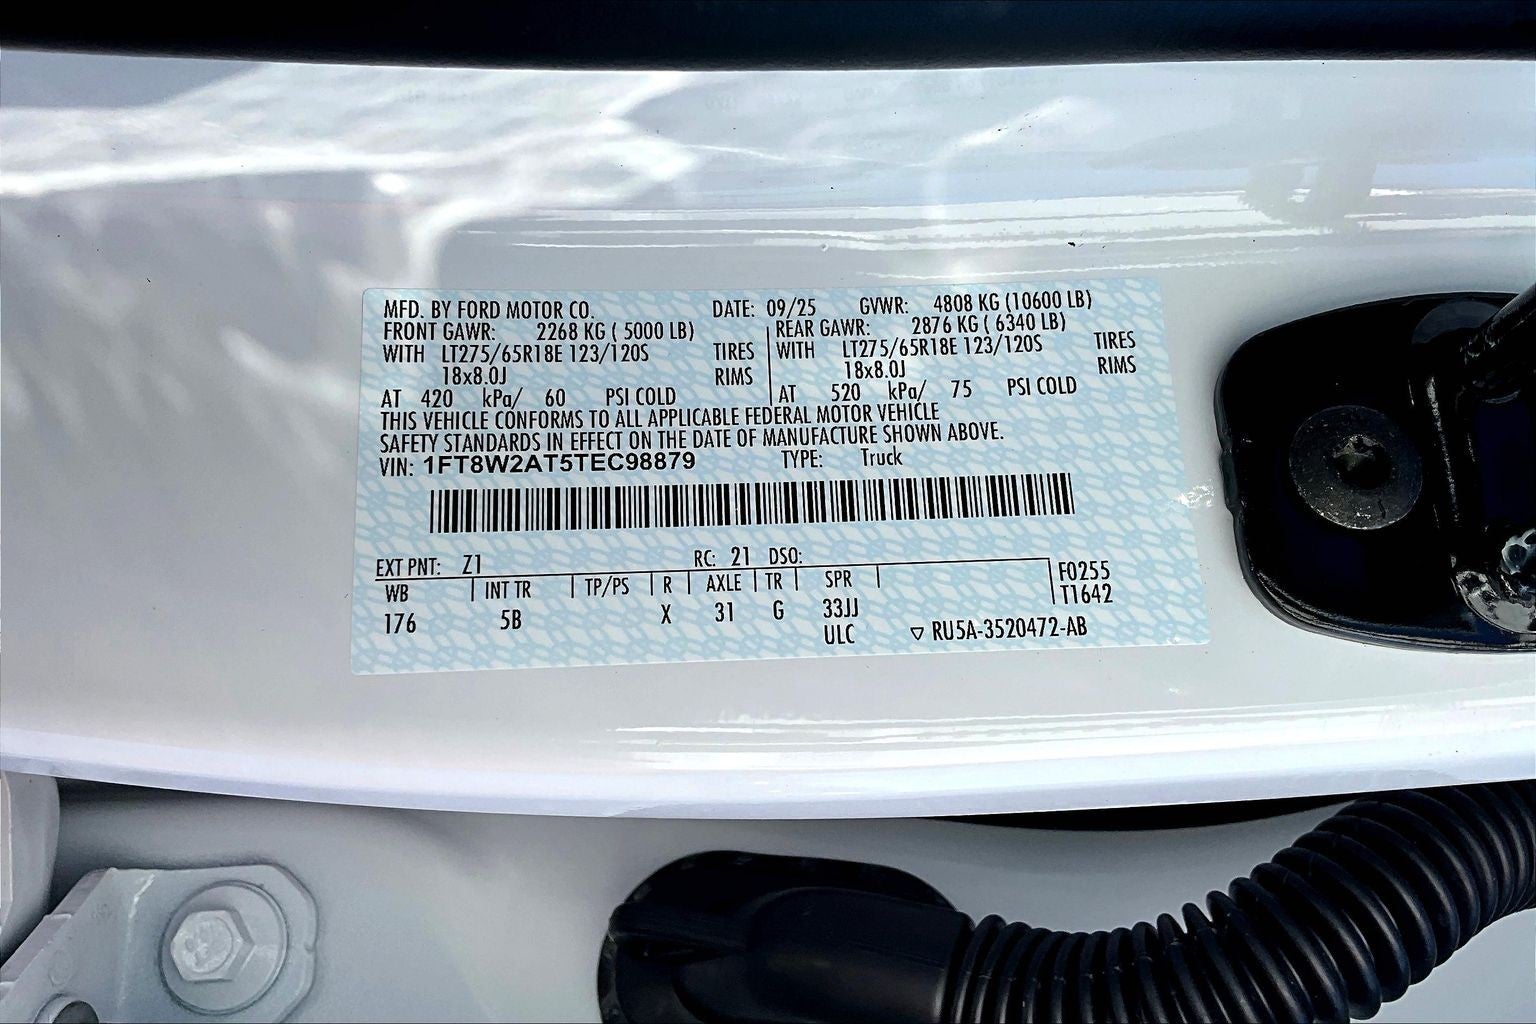 MFD. BY FORD MOTOR CO. DATE: 09/25 GVWR: 4808 KG (10600 LB)
FRONT GAWR: 2268 KG ( 5000 LB) REAR GAWR: 2876 KG ( 6340 LB)
WITH LT275/65R18E 123/120S TIRES WITH LT275/65R18E 123/120S TIRES
18x8.0J RIMS 18x8.0J RIMS
AT 420 kPa/ 60 PSI COLD AT 520 kPa/ 75 PSI COLD
THIS VEHICLE CONFORMS TO ALL APPLICABLE FEDERAL MOTOR VEHICLE
SAFETY STANDARDS IN EFFECT ON THE DATE OF MANUFACTURE SHOWN ABOVE.
VIN: 1FT8W2AT5TEC98879 TYPE: Truck
EXT PNT: Z1 RC: 21 DSO:
WB INT TR TP/PS R AXLE TR SPR F0255
176 5B X 31 G 33JJ T1642
ULC ▽ RU5A-3520472-AB